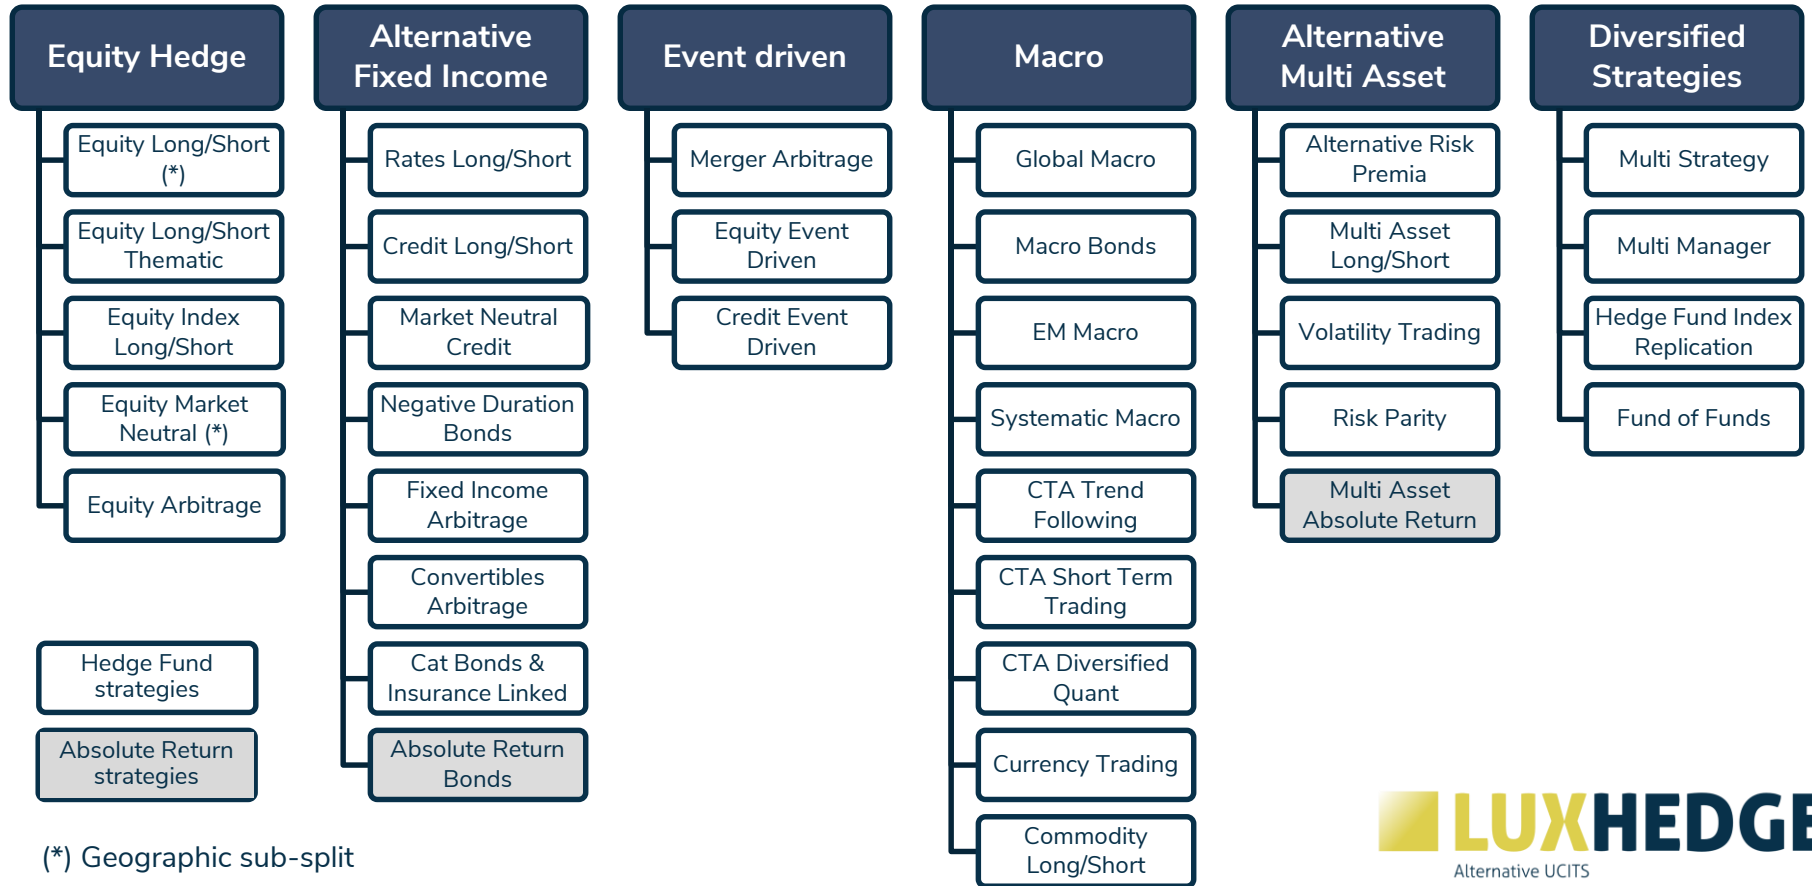 Equity Hedge
Equity Long/Short
(*)
Equity Long/Short
Thematic
Equity Index
Long/Short
Equity Market
Neutral (*)
Equity Arbitrage
Hedge Fund
strategies
Absolute Return
strategies
(*) Geographic sub-split
Alternative
Fixed Income
Rates Long/Short
Credit Long/Short
Market Neutral
Credit
Negative Duration
Bonds
Fixed Income
Arbitrage
Convertibles
Arbitrage
Cat Bonds &
Insurance Linked
Absolute Return
Bonds
Event driven
Merger Arbitrage
Equity Event
Driven
Credit Event
Driven
Macro
Global Macro
Macro Bonds
EM Macro
Systematic Macro
CTA Trend
Following
CTA Short Term
Trading
CTA Diversified
Quant
Currency Trading
Commodity
Long/Short
Alternative
Multi Asset
Alternative Risk
Premia
Multi Asset
Long/Short
Volatility Trading
Risk Parity
Multi Asset
Absolute Return
Diversified
Strategies
Multi Strategy
Multi Manager
Hedge Fund Index
Replication
Fund of Funds
LUXHEDGE
Alternative UCITS